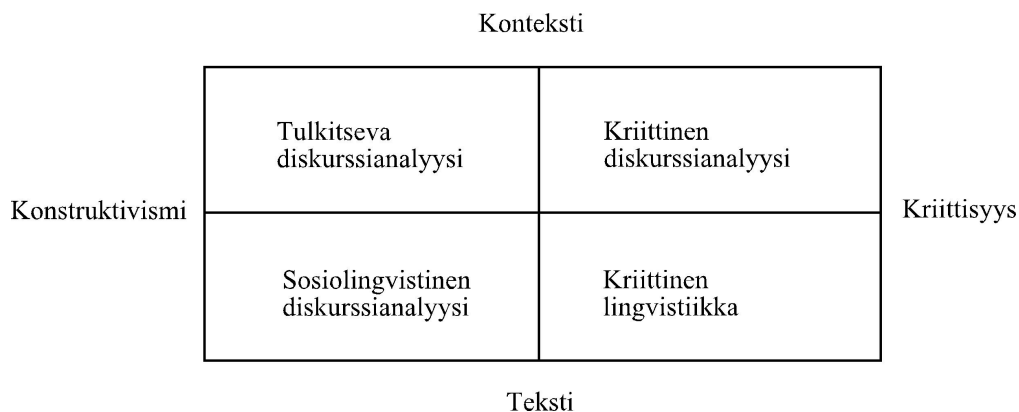 Konteksti
Tulkitseva
diskurssianalyysi
Kriittinen
diskurssianalyysi
Konstruktivismi
Kriittisyys
Sosiolingvistinen
diskurssianalyysi
Kriittinen
lingvistiikka
Teksti